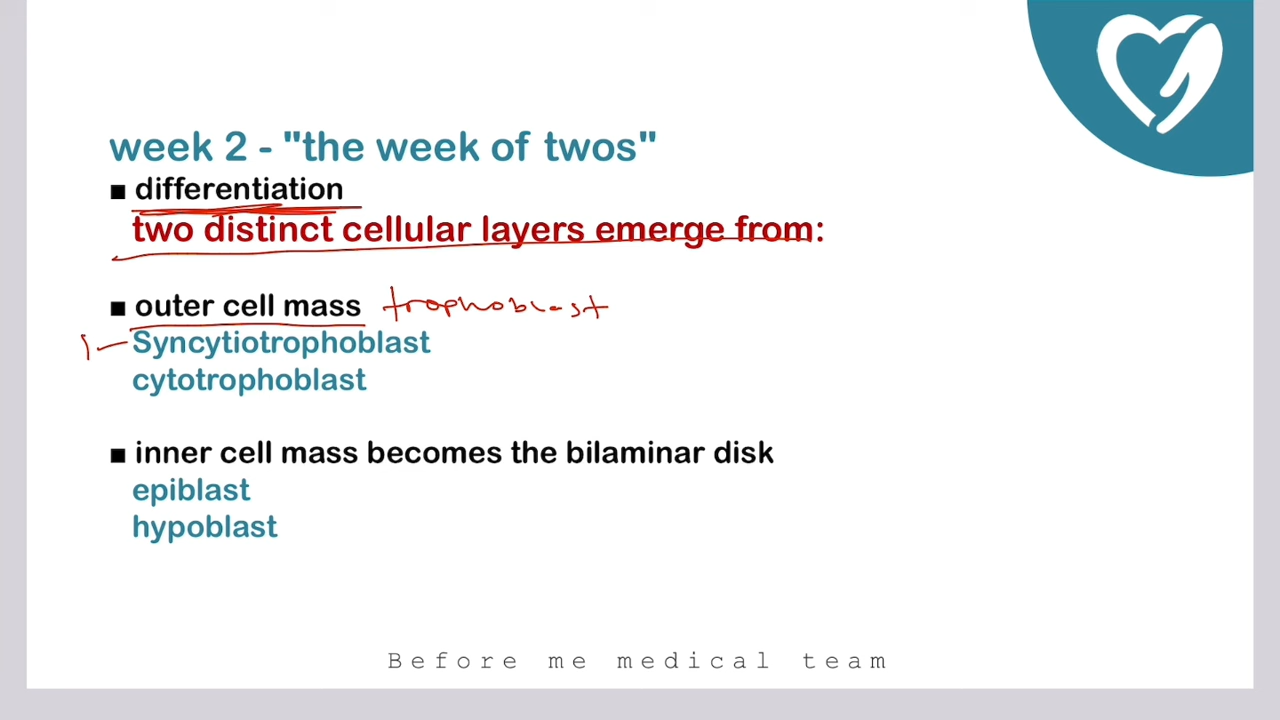 week 2 - "the week of twos"
■ differentiation
two distinct cellular layers emerge from:
■ outer cell mass trophoblast
1- Syncytiotrophoblast
cytotrophoblast
■ inner cell mass becomes the bilaminar disk
epiblast
hypoblast
Before me medical team